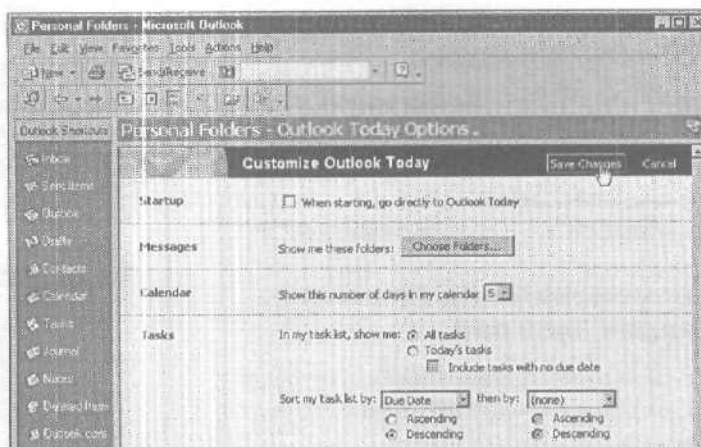 Personal Folders - Microsoft Outlook
File Edit View Favorites Tools Actions Help
New Send/Receive
Outlook Shortcuts Personal Folders - Outlook Today Options .
Customize Outlook Today Save Changes Cancel
Inbox
Sent Items
Outbox
Drafts
Contacts
Calendar
Tasks
Journal
Notes
Deleted Items
Outlook
Startup When starting, go directly to Outlook Today
Messages Show me these folders: Choose Folders...
Calendar Show this number of days in my calendar 5
Tasks In my task list, show me: All tasks
Today's tasks
Include tasks with no due date
Sort my task list by: Due Date then by: (none)
Ascending Ascending
Descending Descending